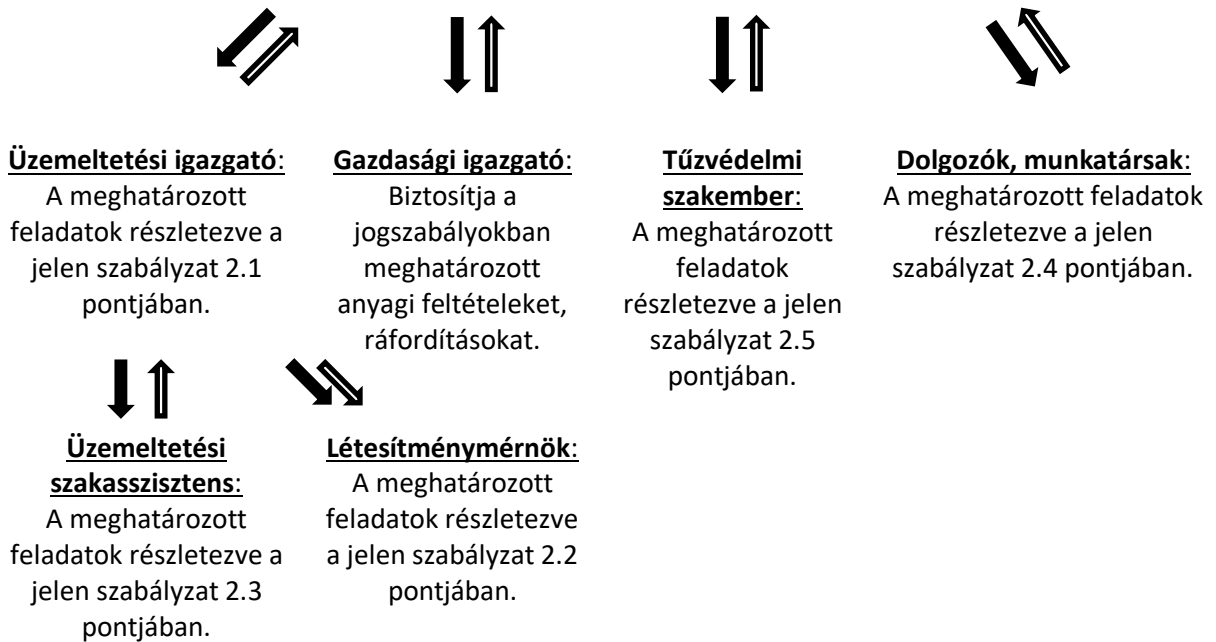 Üzemeltetési igazgató:
A meghatározott
feladatok részletezve a
jelen szabályzat 2.1
pontjában.
Gazdasági igazgató:
Biztosítja a
jogszabályokban
meghatározott
anyagi feltételeket,
ráfordításokat.
Tűzvédelmi
szakember:
A meghatározott
feladatok
részletezve a jelen
szabályzat 2.5
pontjában.
Dolgozók, munkatársak:
A meghatározott feladatok
részletezve a jelen
szabályzat 2.4 pontjában.
Üzemeltetési
szakasszisztens:
A meghatározott
feladatok részletezve a
jelen szabályzat 2.3
pontjában.
Létesítménymérnök:
A meghatározott
feladatok részletezve
a jelen szabályzat 2.2
pontjában.